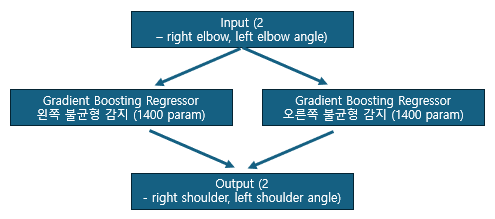 Input (2
– right elbow, left elbow angle)
Gradient Boosting Regressor
왼쪽 불균형 감지 (1400 param)
Gradient Boosting Regressor
오른쪽 불균형 감지 (1400 param)
Output (2
- right shoulder, left shoulder angle)